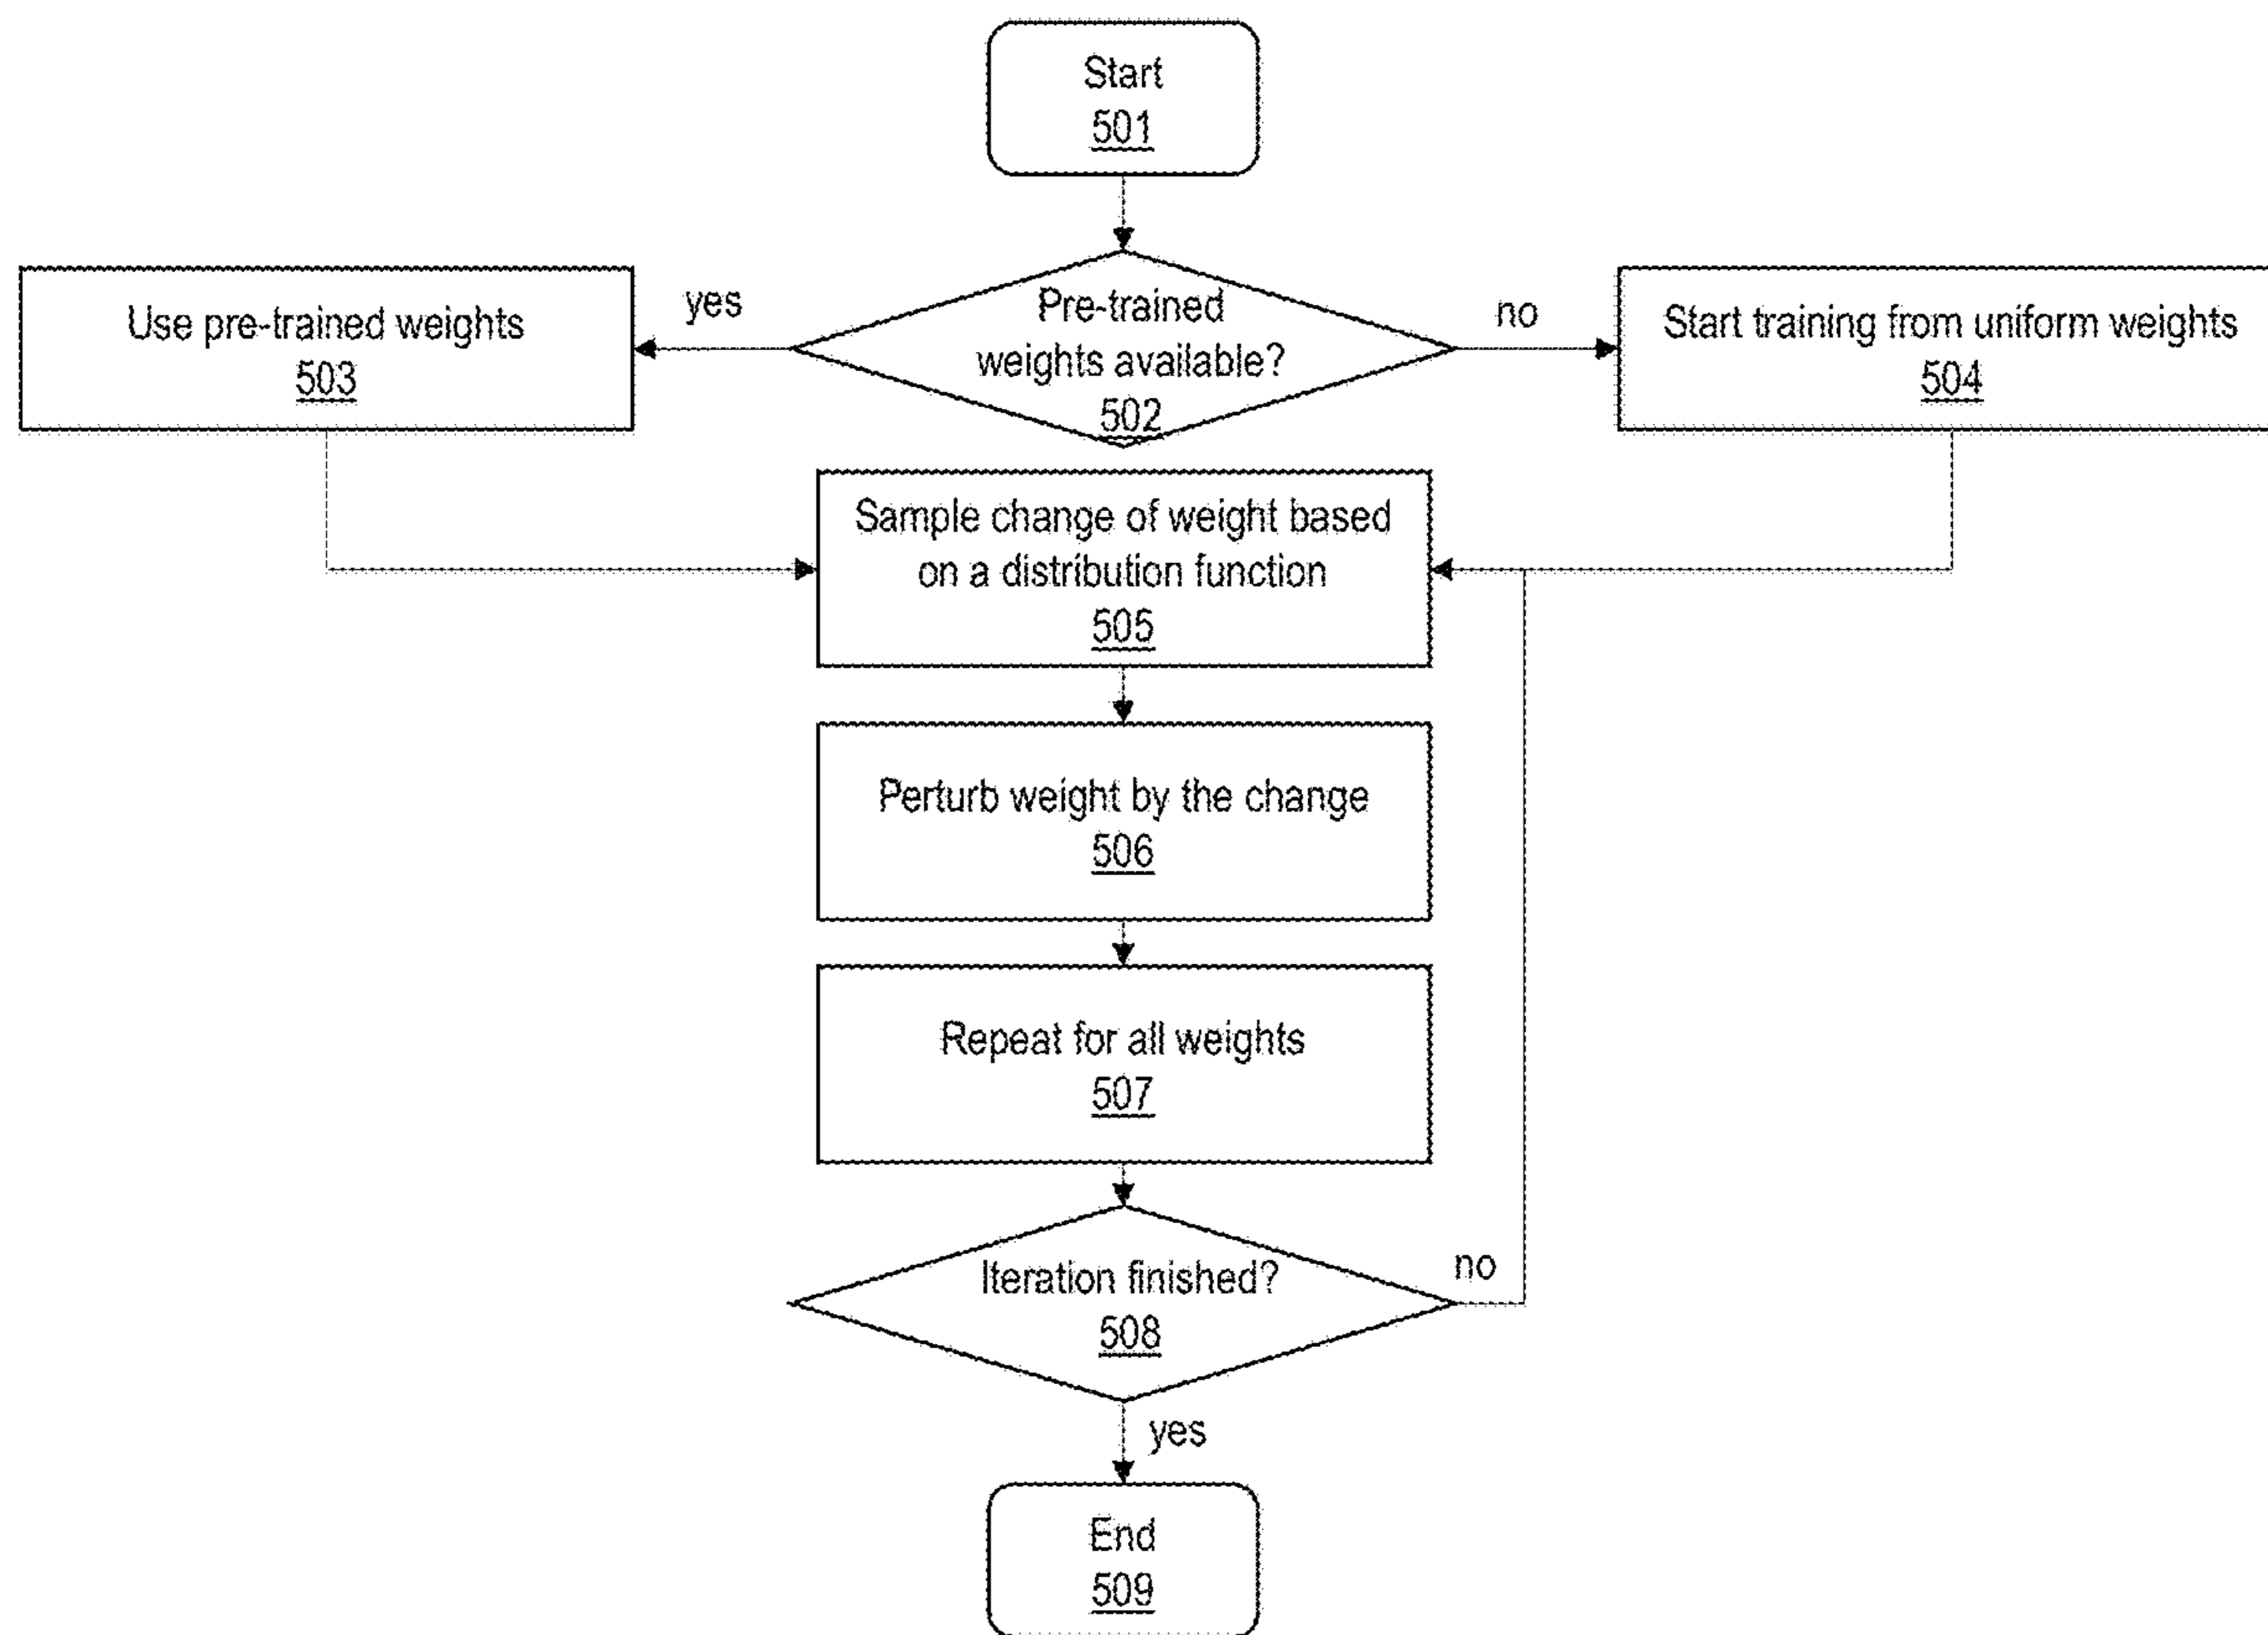 Start
501
Pre-trained
weights available?
502
yes
no
Use pre-trained weights
503
Start training from uniform weights
504
Sample change of weight based
on a distribution function
505
Perturb weight by the change
506
Repeat for all weights
507
Iteration finished?
508
no
yes
End
509